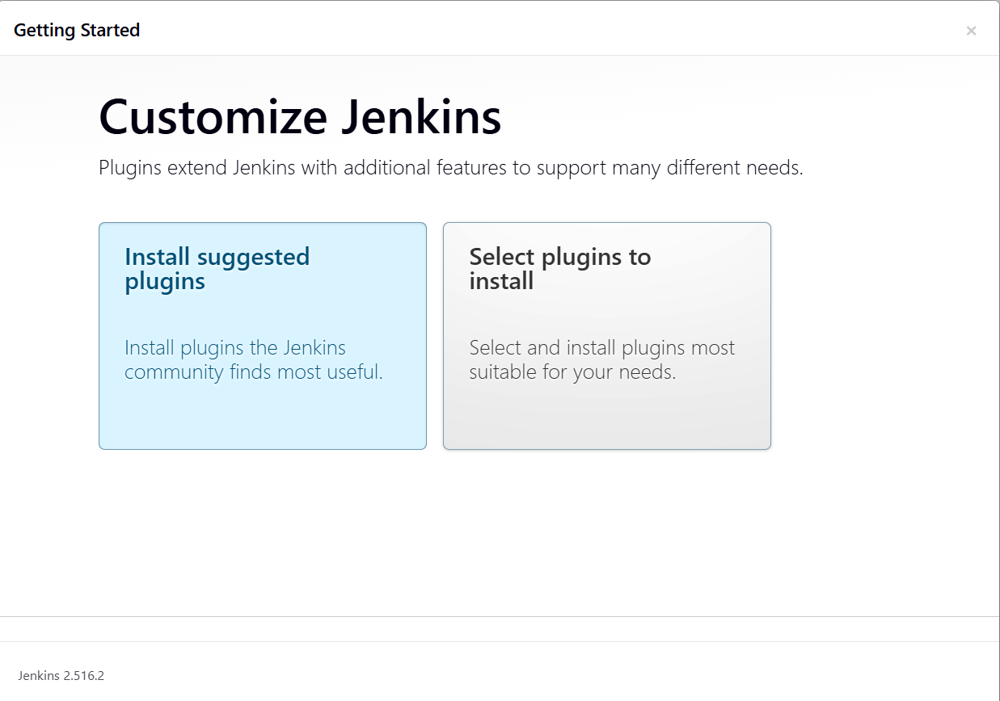 Getting Started
×
Customize Jenkins
Plugins extend Jenkins with additional features to support many different needs.
Install suggested
plugins
Install plugins the Jenkins
community finds most useful.
Select plugins to
install
Select and install plugins most
suitable for your needs.
Jenkins 2.516.2